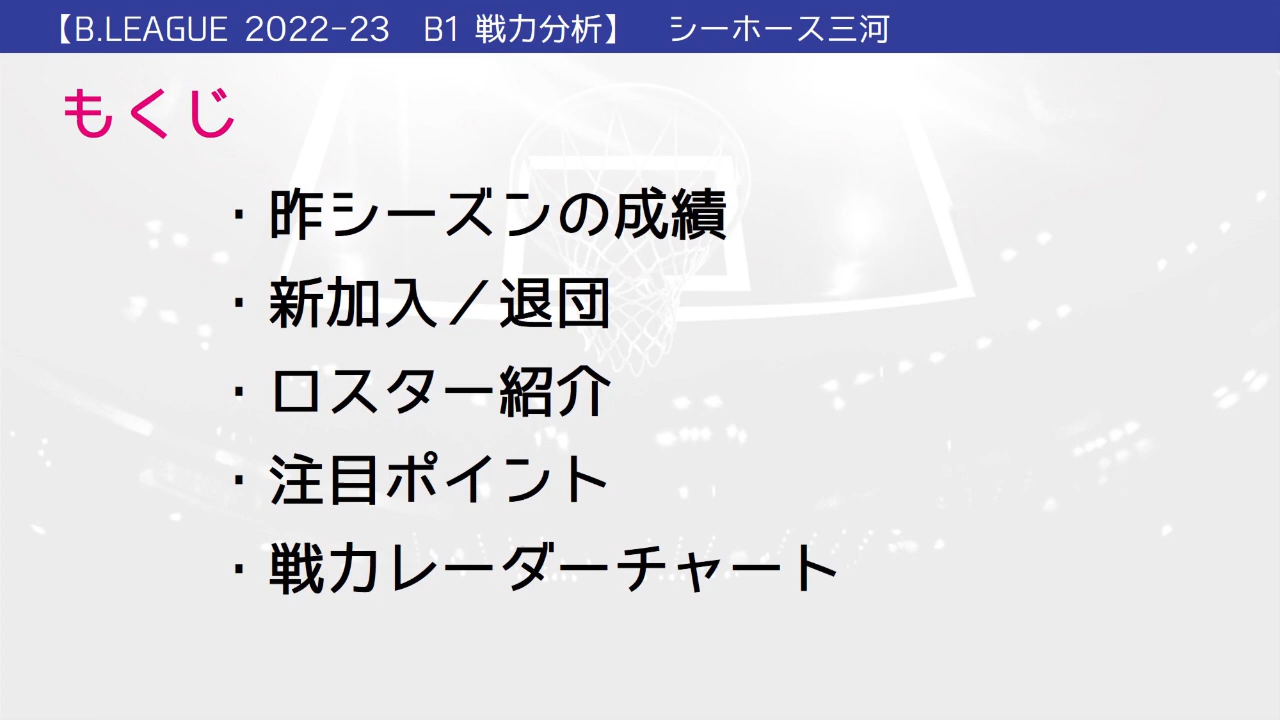 【B.LEAGUE 2022-23　B1 戦力分析】　シーホース三河
もくじ
・昨シーズンの成績
・新加入／退団
・ロスター紹介
・注目ポイント
・戦力レーダーチャート